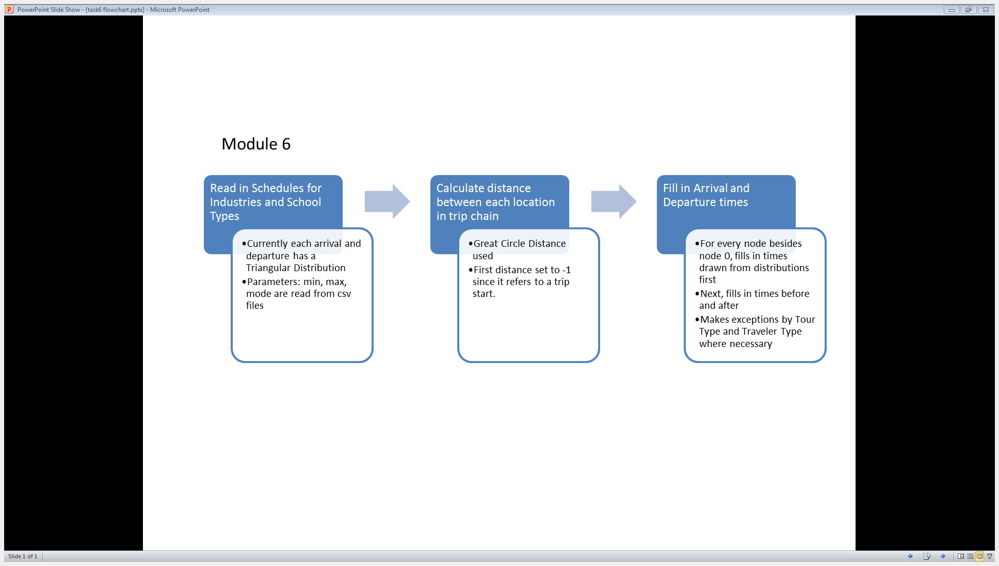 PowerPoint Slide Show - [task6 flowchart.pptx] - Microsoft PowerPoint
Module 6
Read in Schedules for
Industries and School
Types
•Currently each arrival and
departure has a
Triangular Distribution
•Parameters: min, max,
mode are read from csv
files
Calculate distance
between each location
in trip chain
•Great Circle Distance
used
•First distance set to -1
since it refers to a trip
start.
Fill in Arrival and
Departure times
•For every node besides
node 0, fills in times
drawn from distributions
first
•Next, fills in times before
and after
•Makes exceptions by Tour
Type and Traveler Type
where necessary
Slide 1 of 1